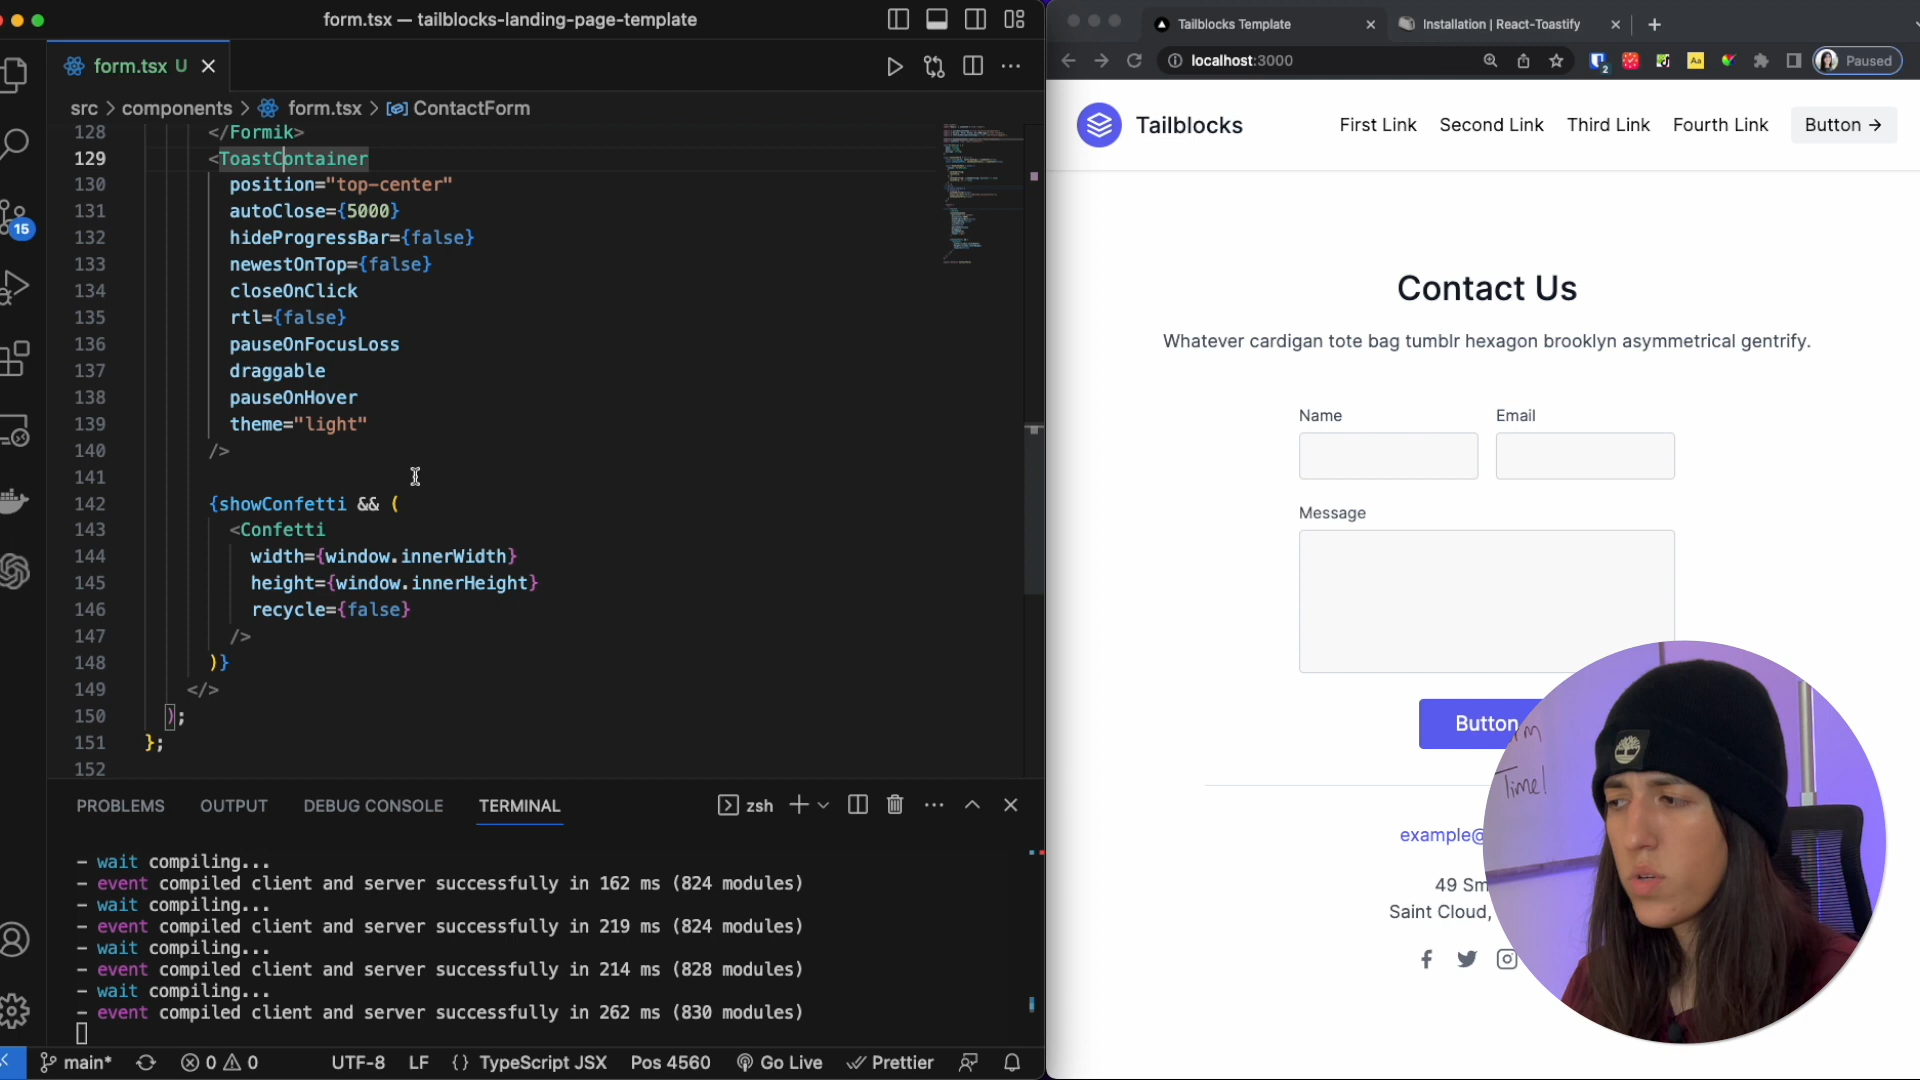 form.tsx — tailblocks-landing-page-template
form.tsx U
src > components > form.tsx > ContactForm
128 </Formik>
129 <ToastContainer
130 position="top-center"
131 autoClose={5000}
132 hideProgressBar={false}
133 newestOnTop={false}
134 closeOnClick
135 rtl={false}
136 pauseOnFocusLoss
137 draggable
138 pauseOnHover
139 theme="light"
140 />
141
142 {showConfetti && (
143 <Confetti
144 width={window.innerWidth}
145 height={window.innerHeight}
146 recycle={false}
147 />
148 )}
149 </>
150 );
151 };
152
15
PROBLEMS OUTPUT DEBUG CONSOLE TERMINAL zsh
- wait compiling...
- event compiled client and server successfully in 162 ms (824 modules)
- wait compiling...
- event compiled client and server successfully in 219 ms (824 modules)
- wait compiling...
- event compiled client and server successfully in 214 ms (828 modules)
- wait compiling...
- event compiled client and server successfully in 262 ms (830 modules)
main* 0 0 UTF-8 LF {} TypeScript JSX Pos 4560 Go Live Prettier
Tailblocks Template Installation | React-Toastify
localhost:3000 2 Aa Paused
Tailblocks First Link Second Link Third Link Fourth Link Button →
Contact Us
Whatever cardigan tote bag tumblr hexagon brooklyn asymmetrical gentrify.
Name Email
Message
Button
Time!
example@
49 Sm
Saint Cloud,